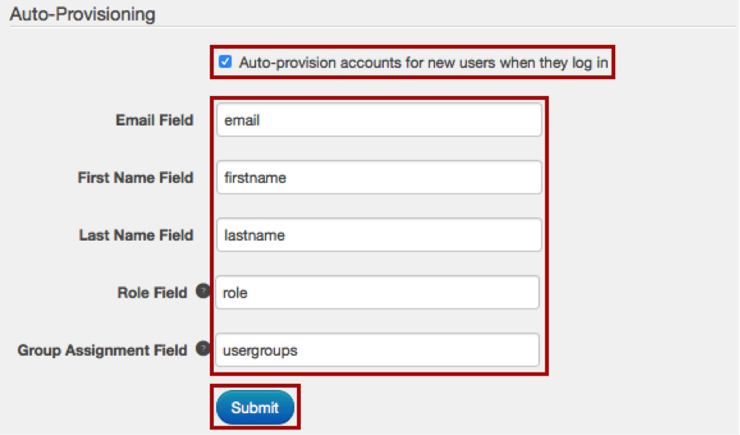 Auto-Provisioning
Auto-provision accounts for new users when they log in
Email Field email
First Name Field firstname
Last Name Field lastname
Role Field ? role
Group Assignment Field ? usergroups
Submit